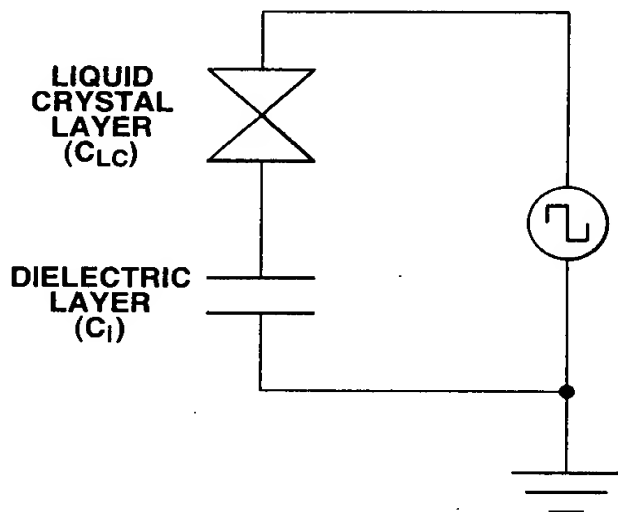 LIQUID
CRYSTAL
LAYER
(CLC)
DIELECTRIC
LAYER
(Ci)